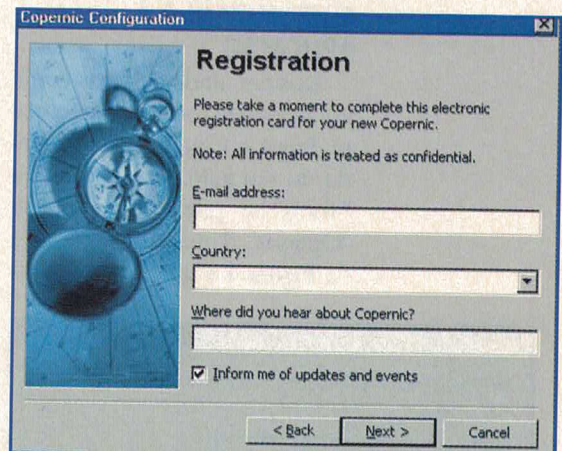 Copernic Configuration
Registration
Please take a moment to complete this electronic
registration card for your new Copernic.
Note: All information is treated as confidential.
E-mail address:
Country:
Where did you hear about Copernic?
Inform me of updates and events
< Back
Next >
Cancel